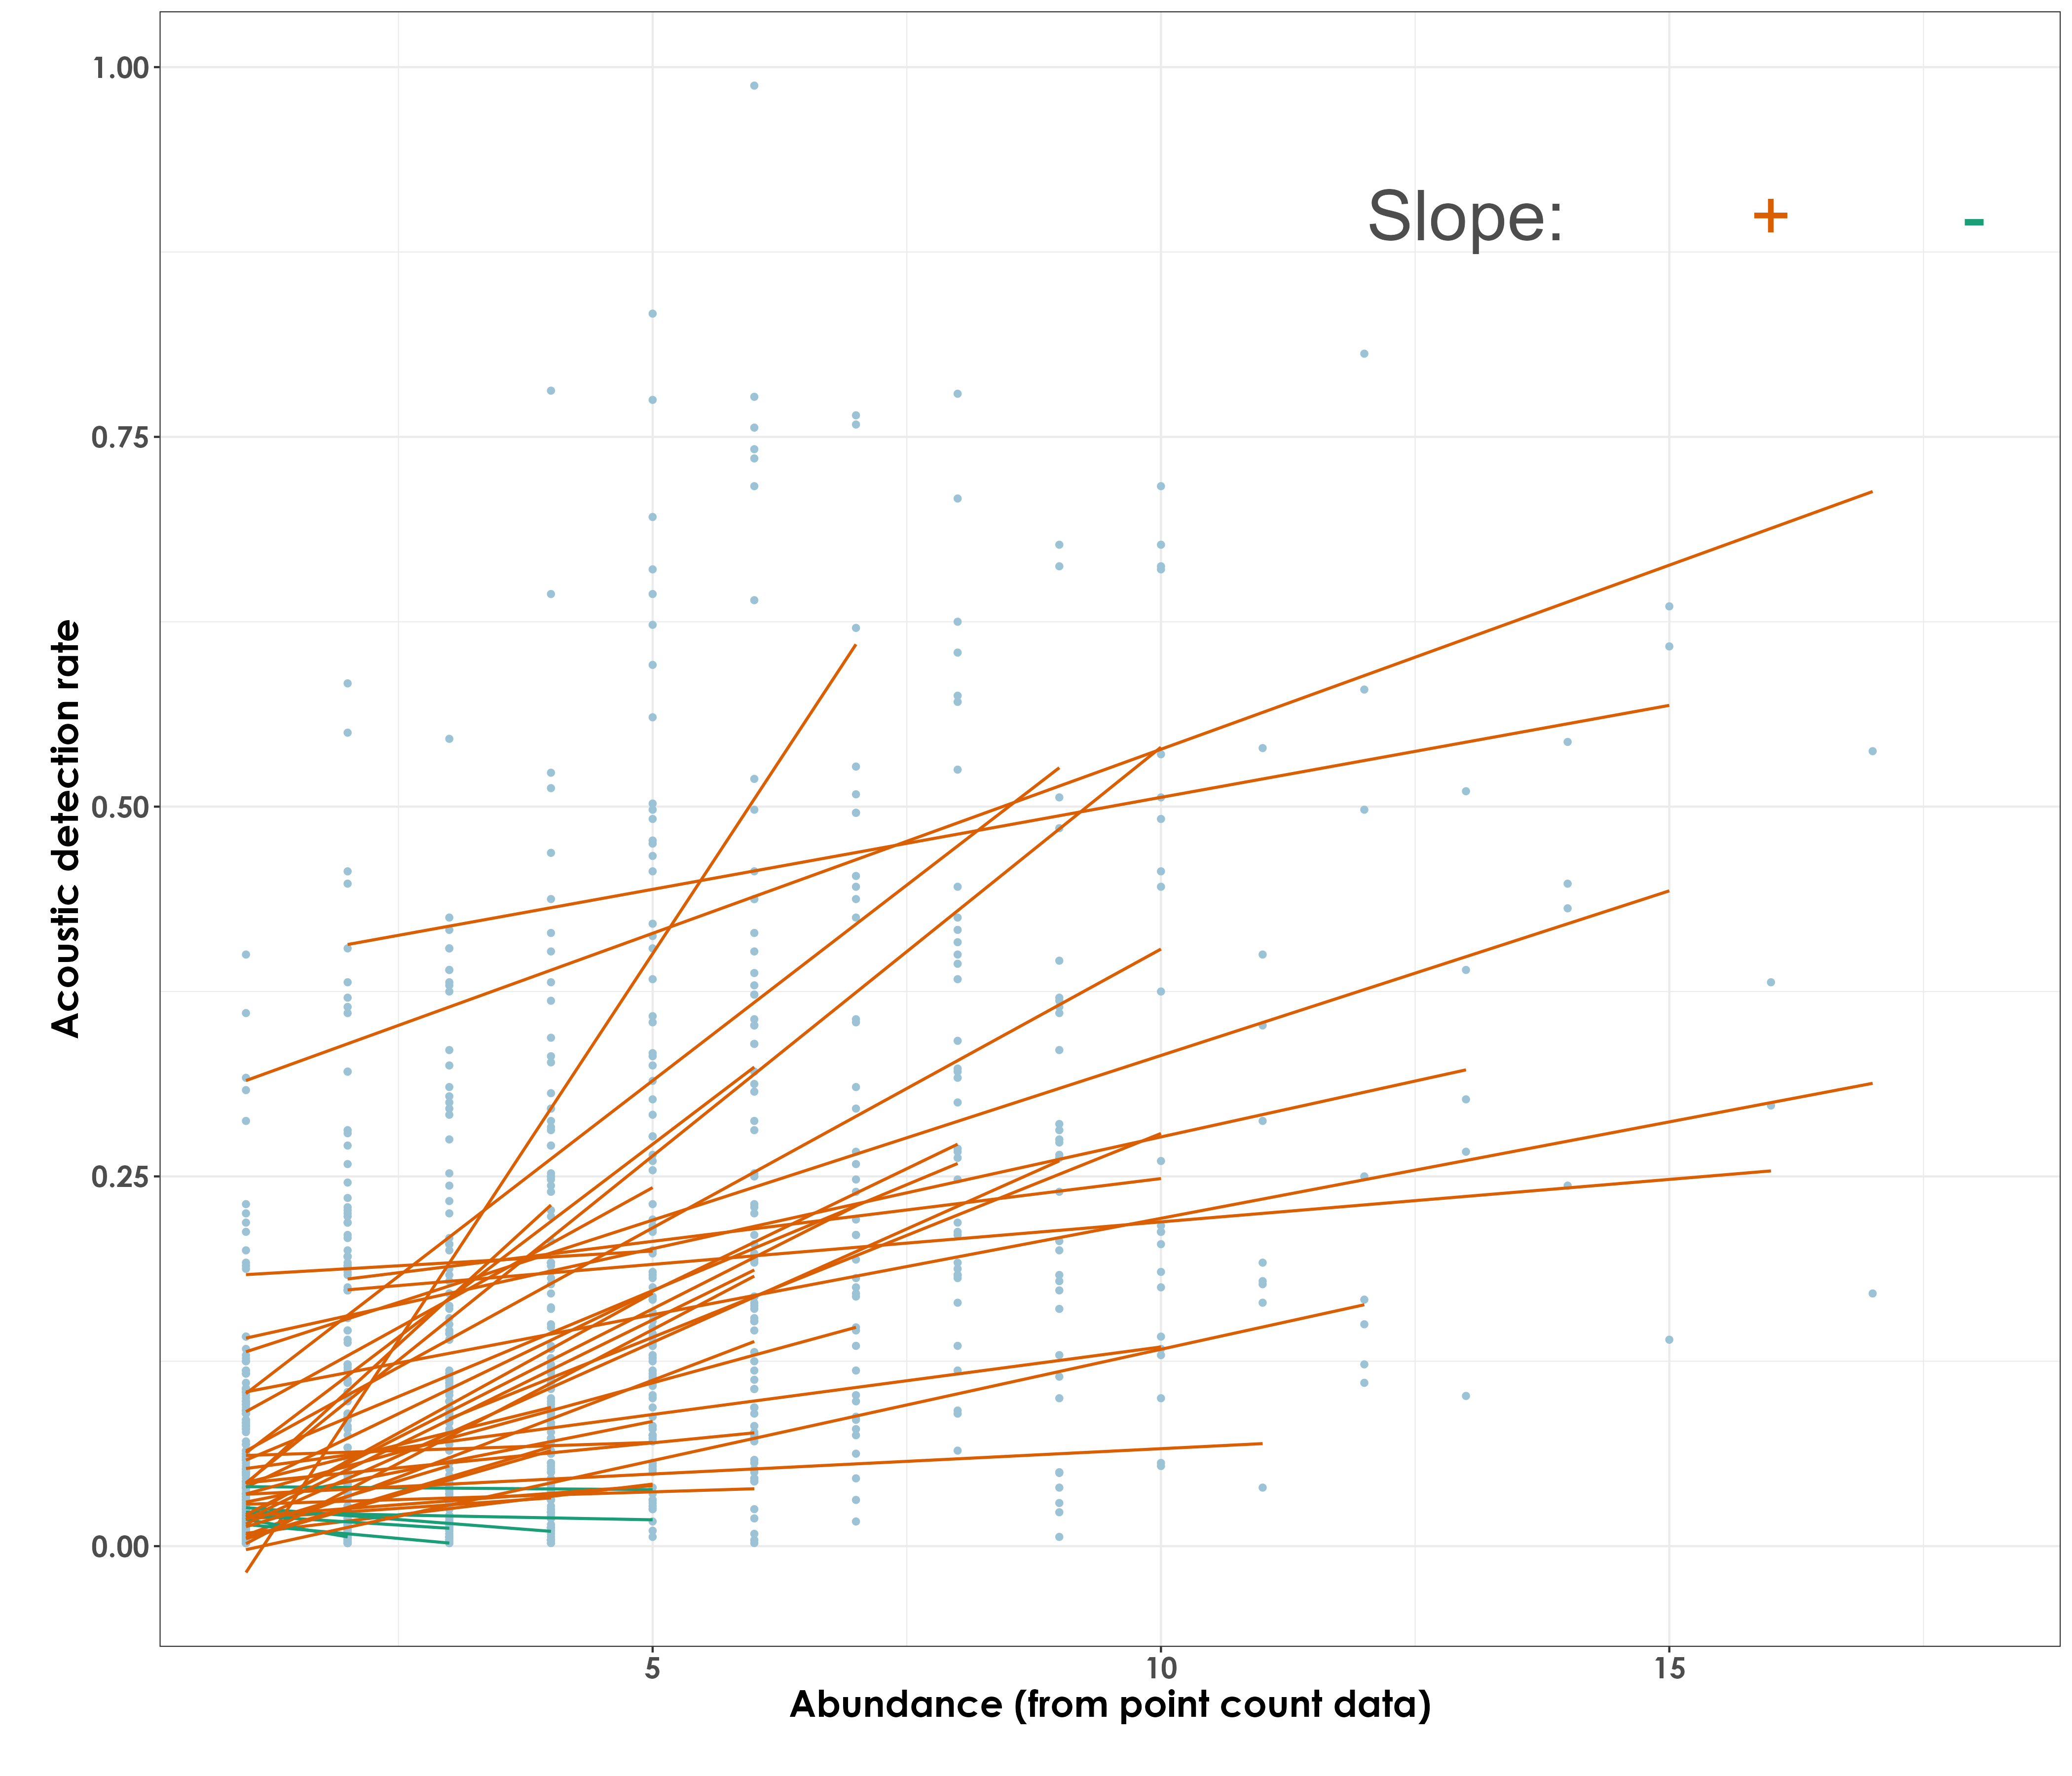 1.00
Slope: + -
0.75
0.50
0.25
0.00
Acoustic detection rate
5 10 15
Abundance (from point count data)